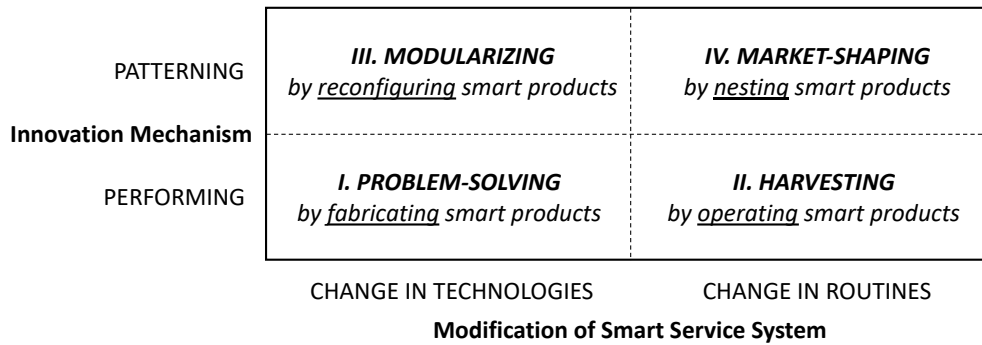 PATTERNING
III. MODULARIZING
by reconfiguring smart products
IV. MARKET-SHAPING
by nesting smart products
Innovation Mechanism
PERFORMING
I. PROBLEM-SOLVING
by fabricating smart products
II. HARVESTING
by operating smart products
CHANGE IN TECHNOLOGIES
CHANGE IN ROUTINES
Modification of Smart Service System